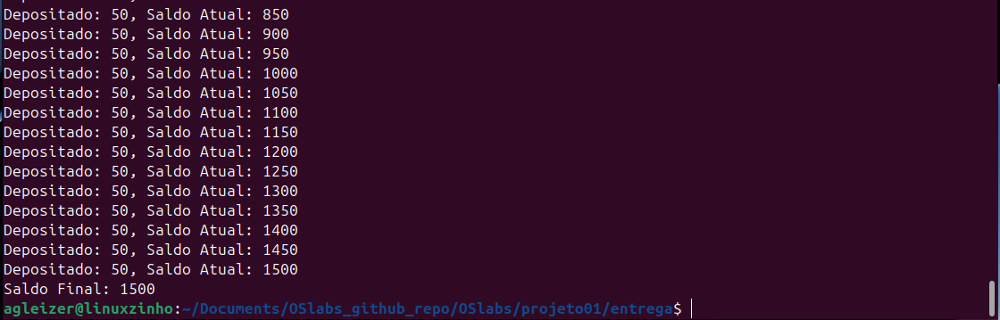 Depositado: 50, Saldo Atual: 850
Depositado: 50, Saldo Atual: 900
Depositado: 50, Saldo Atual: 950
Depositado: 50, Saldo Atual: 1000
Depositado: 50, Saldo Atual: 1050
Depositado: 50, Saldo Atual: 1100
Depositado: 50, Saldo Atual: 1150
Depositado: 50, Saldo Atual: 1200
Depositado: 50, Saldo Atual: 1250
Depositado: 50, Saldo Atual: 1300
Depositado: 50, Saldo Atual: 1350
Depositado: 50, Saldo Atual: 1400
Depositado: 50, Saldo Atual: 1450
Depositado: 50, Saldo Atual: 1500
Saldo Final: 1500
agleizer@linuxzinho:~/Documents/OSlabs_github_repo/OSlabs/projeto01/entrega$